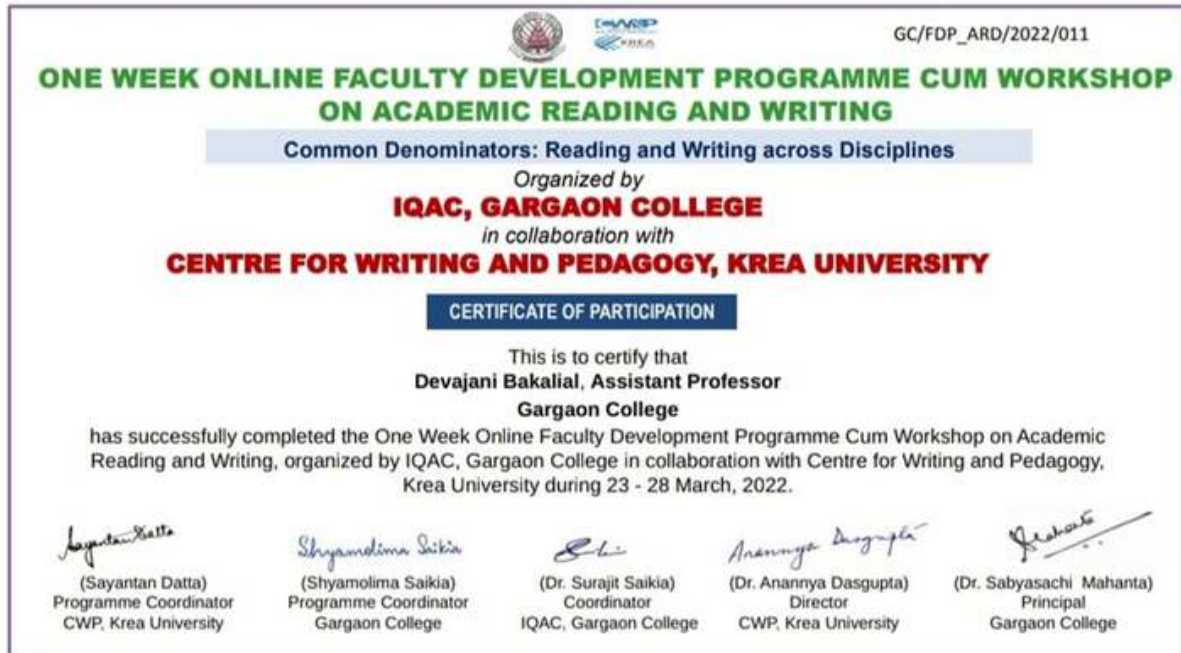 CWP
KREA
GC/FDP_ARD/2022/011
ONE WEEK ONLINE FACULTY DEVELOPMENT PROGRAMME CUM WORKSHOP
ON ACADEMIC READING AND WRITING
Common Denominators: Reading and Writing across Disciplines
Organized by
IQAC, GARGAON COLLEGE
in collaboration with
CENTRE FOR WRITING AND PEDAGOGY, KREA UNIVERSITY
CERTIFICATE OF PARTICIPATION
This is to certify that
Devajani Bakalial, Assistant Professor
Gargaon College
has successfully completed the One Week Online Faculty Development Programme Cum Workshop on Academic
Reading and Writing, organized by IQAC, Gargaon College in collaboration with Centre for Writing and Pedagogy,
Krea University during 23 - 28 March, 2022.
Sayantan Datta
Shyamolima Saikia
Anannya Dasgupta
(Sayantan Datta)
Programme Coordinator
CWP, Krea University
(Shyamolima Saikia)
Programme Coordinator
Gargaon College
(Dr. Surajit Saikia)
Coordinator
IQAC, Gargaon College
(Dr. Anannya Dasgupta)
Director
CWP, Krea University
(Dr. Sabyasachi Mahanta)
Principal
Gargaon College